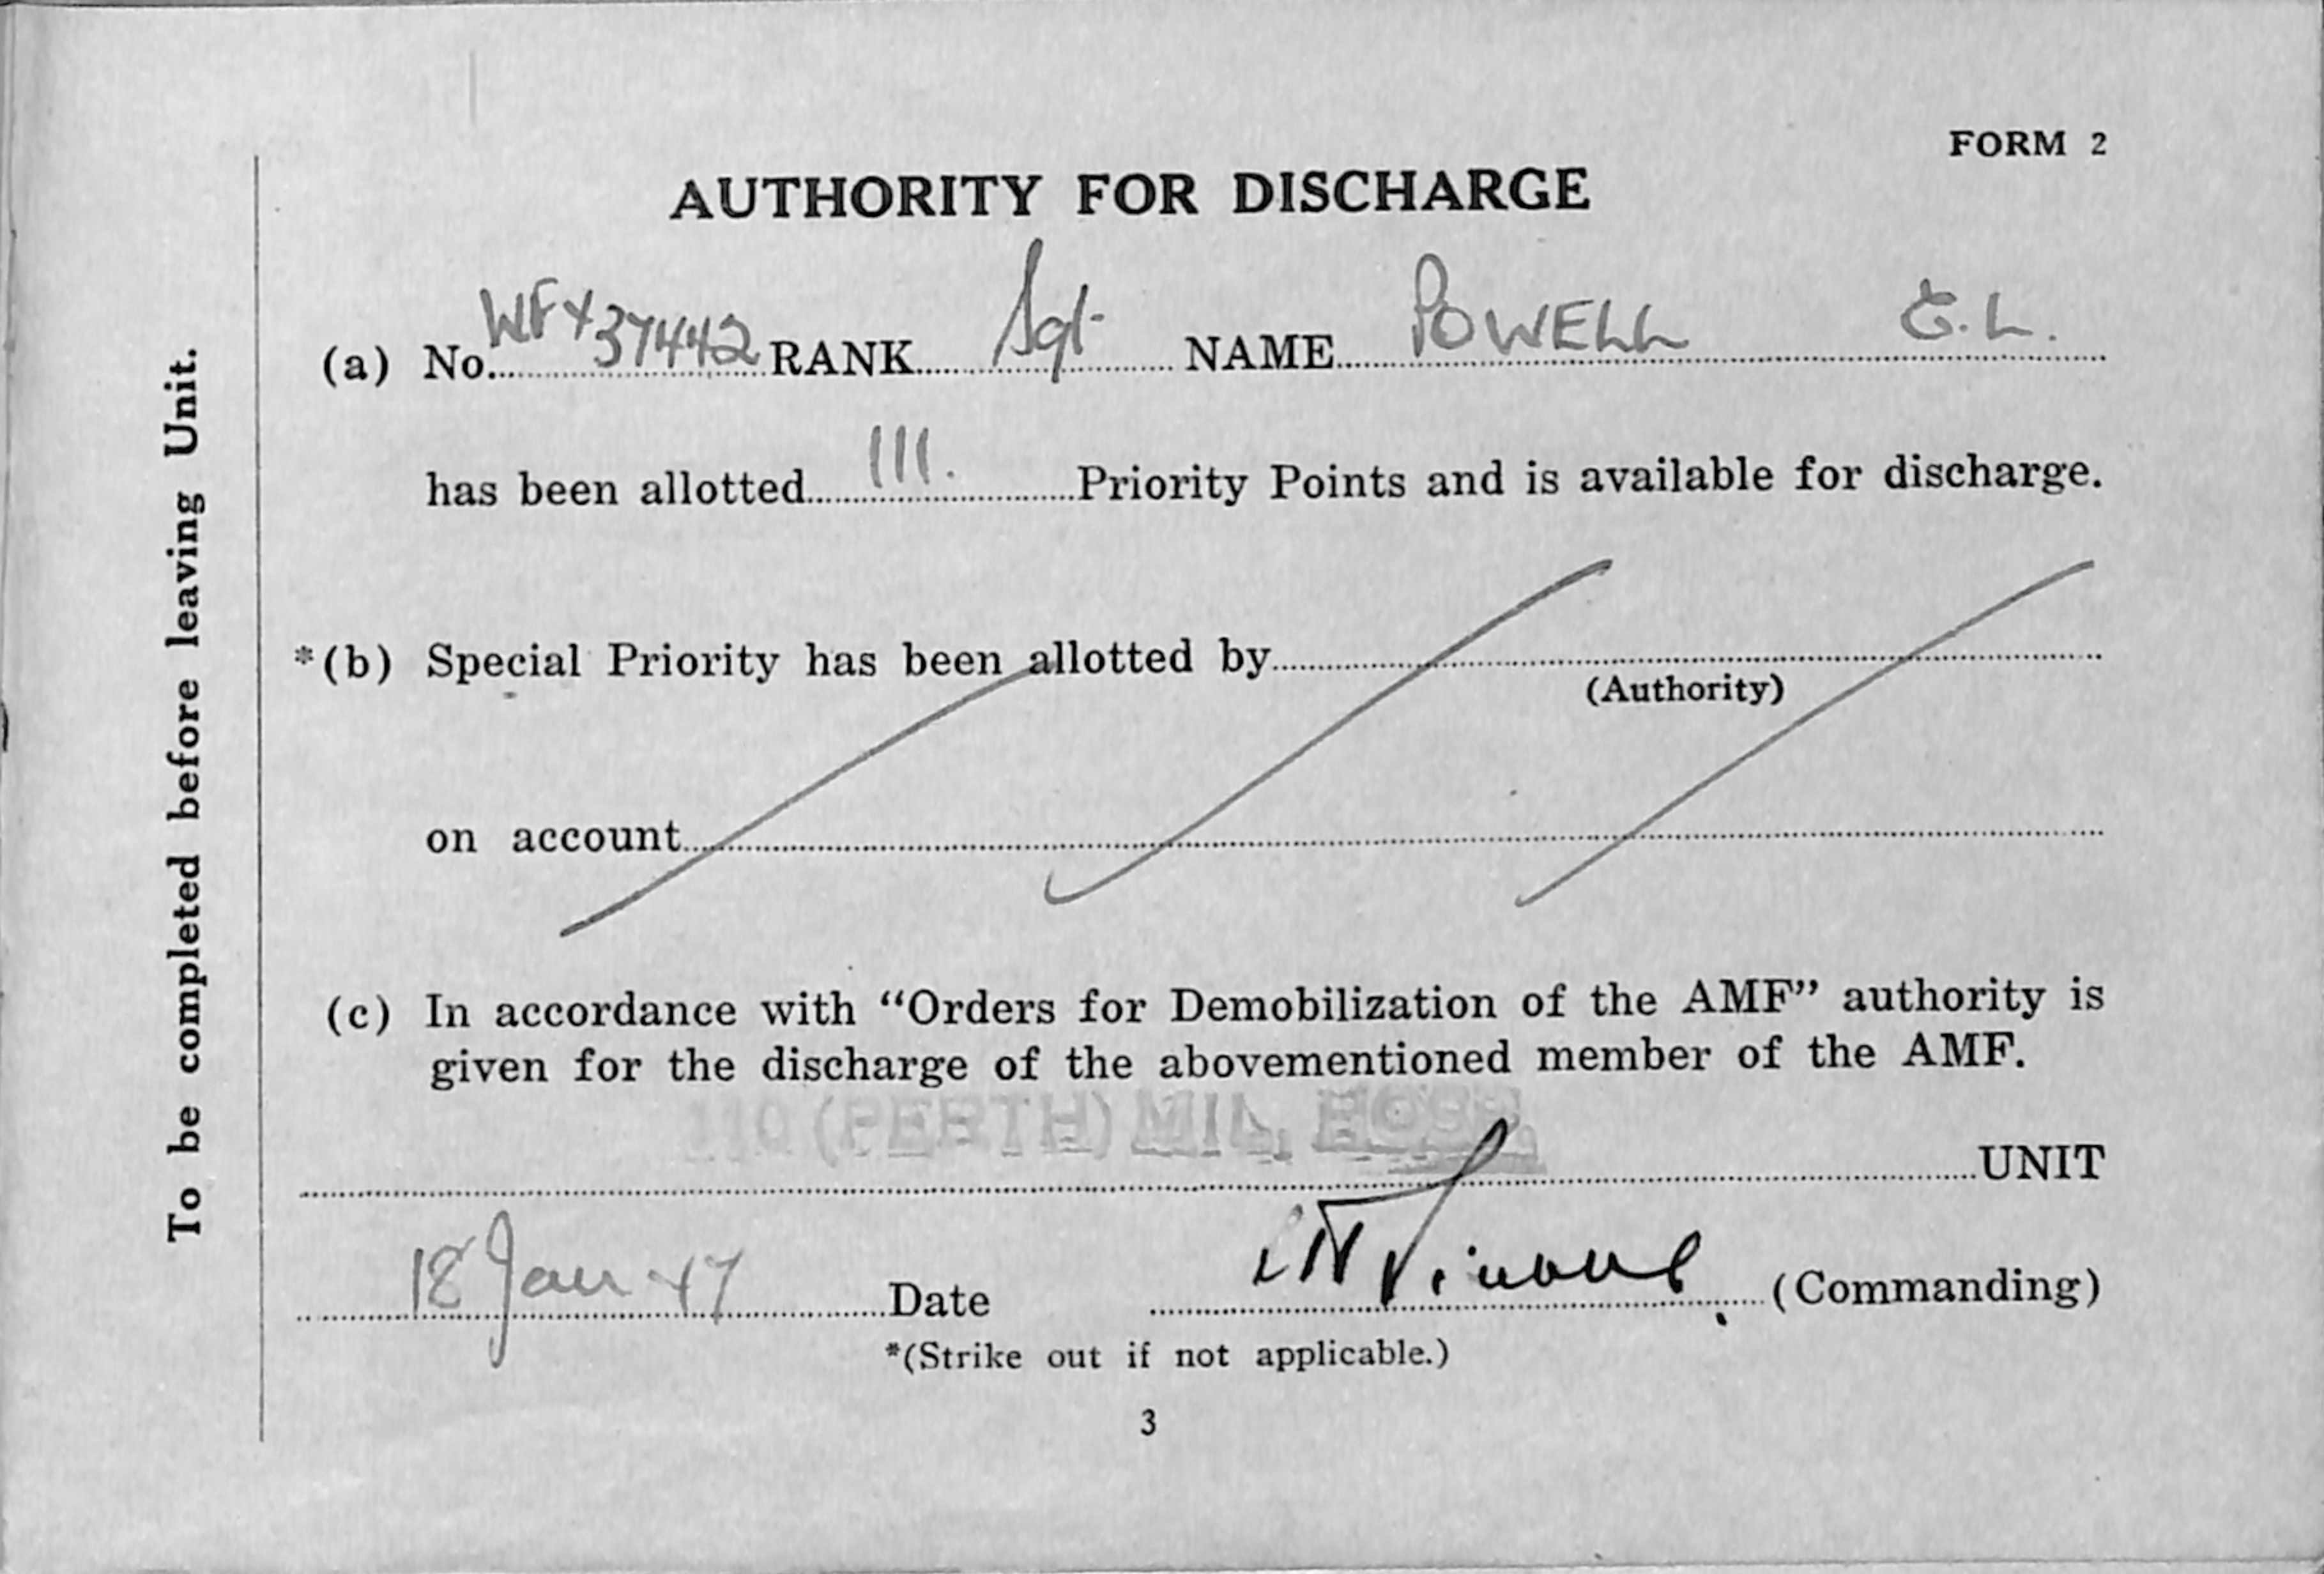 FORM 2
AUTHORITY FOR DISCHARGE
(a) No. WFX37442 RANK Sgt NAME POWELL E.L.
has been allotted 111. Priority Points and is available for discharge.
*(b) Special Priority has been allotted by
(Authority)
on account
(c) In accordance with “Orders for Demobilization of the AMF” authority is
given for the discharge of the abovementioned member of the AMF.
110 (PERTH) MIL. HOSP.
UNIT
18 Jan 47 Date (Commanding)
*(Strike out if not applicable.)
3
To be completed before leaving Unit.